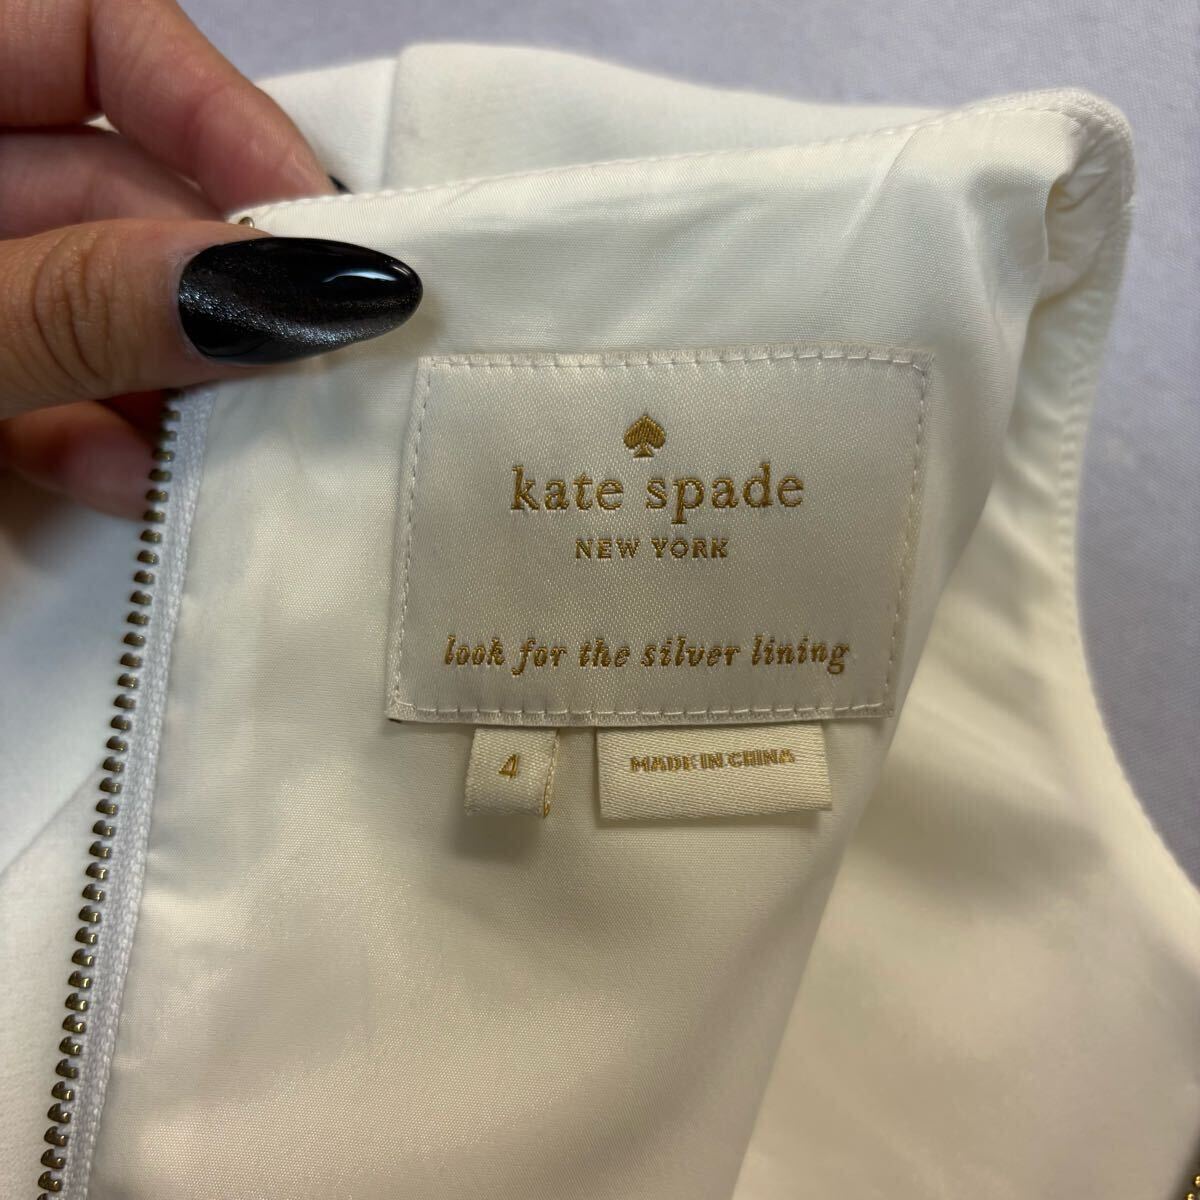 kate spade
NEW YORK
look for the silver lining
4
MADE IN CHINA